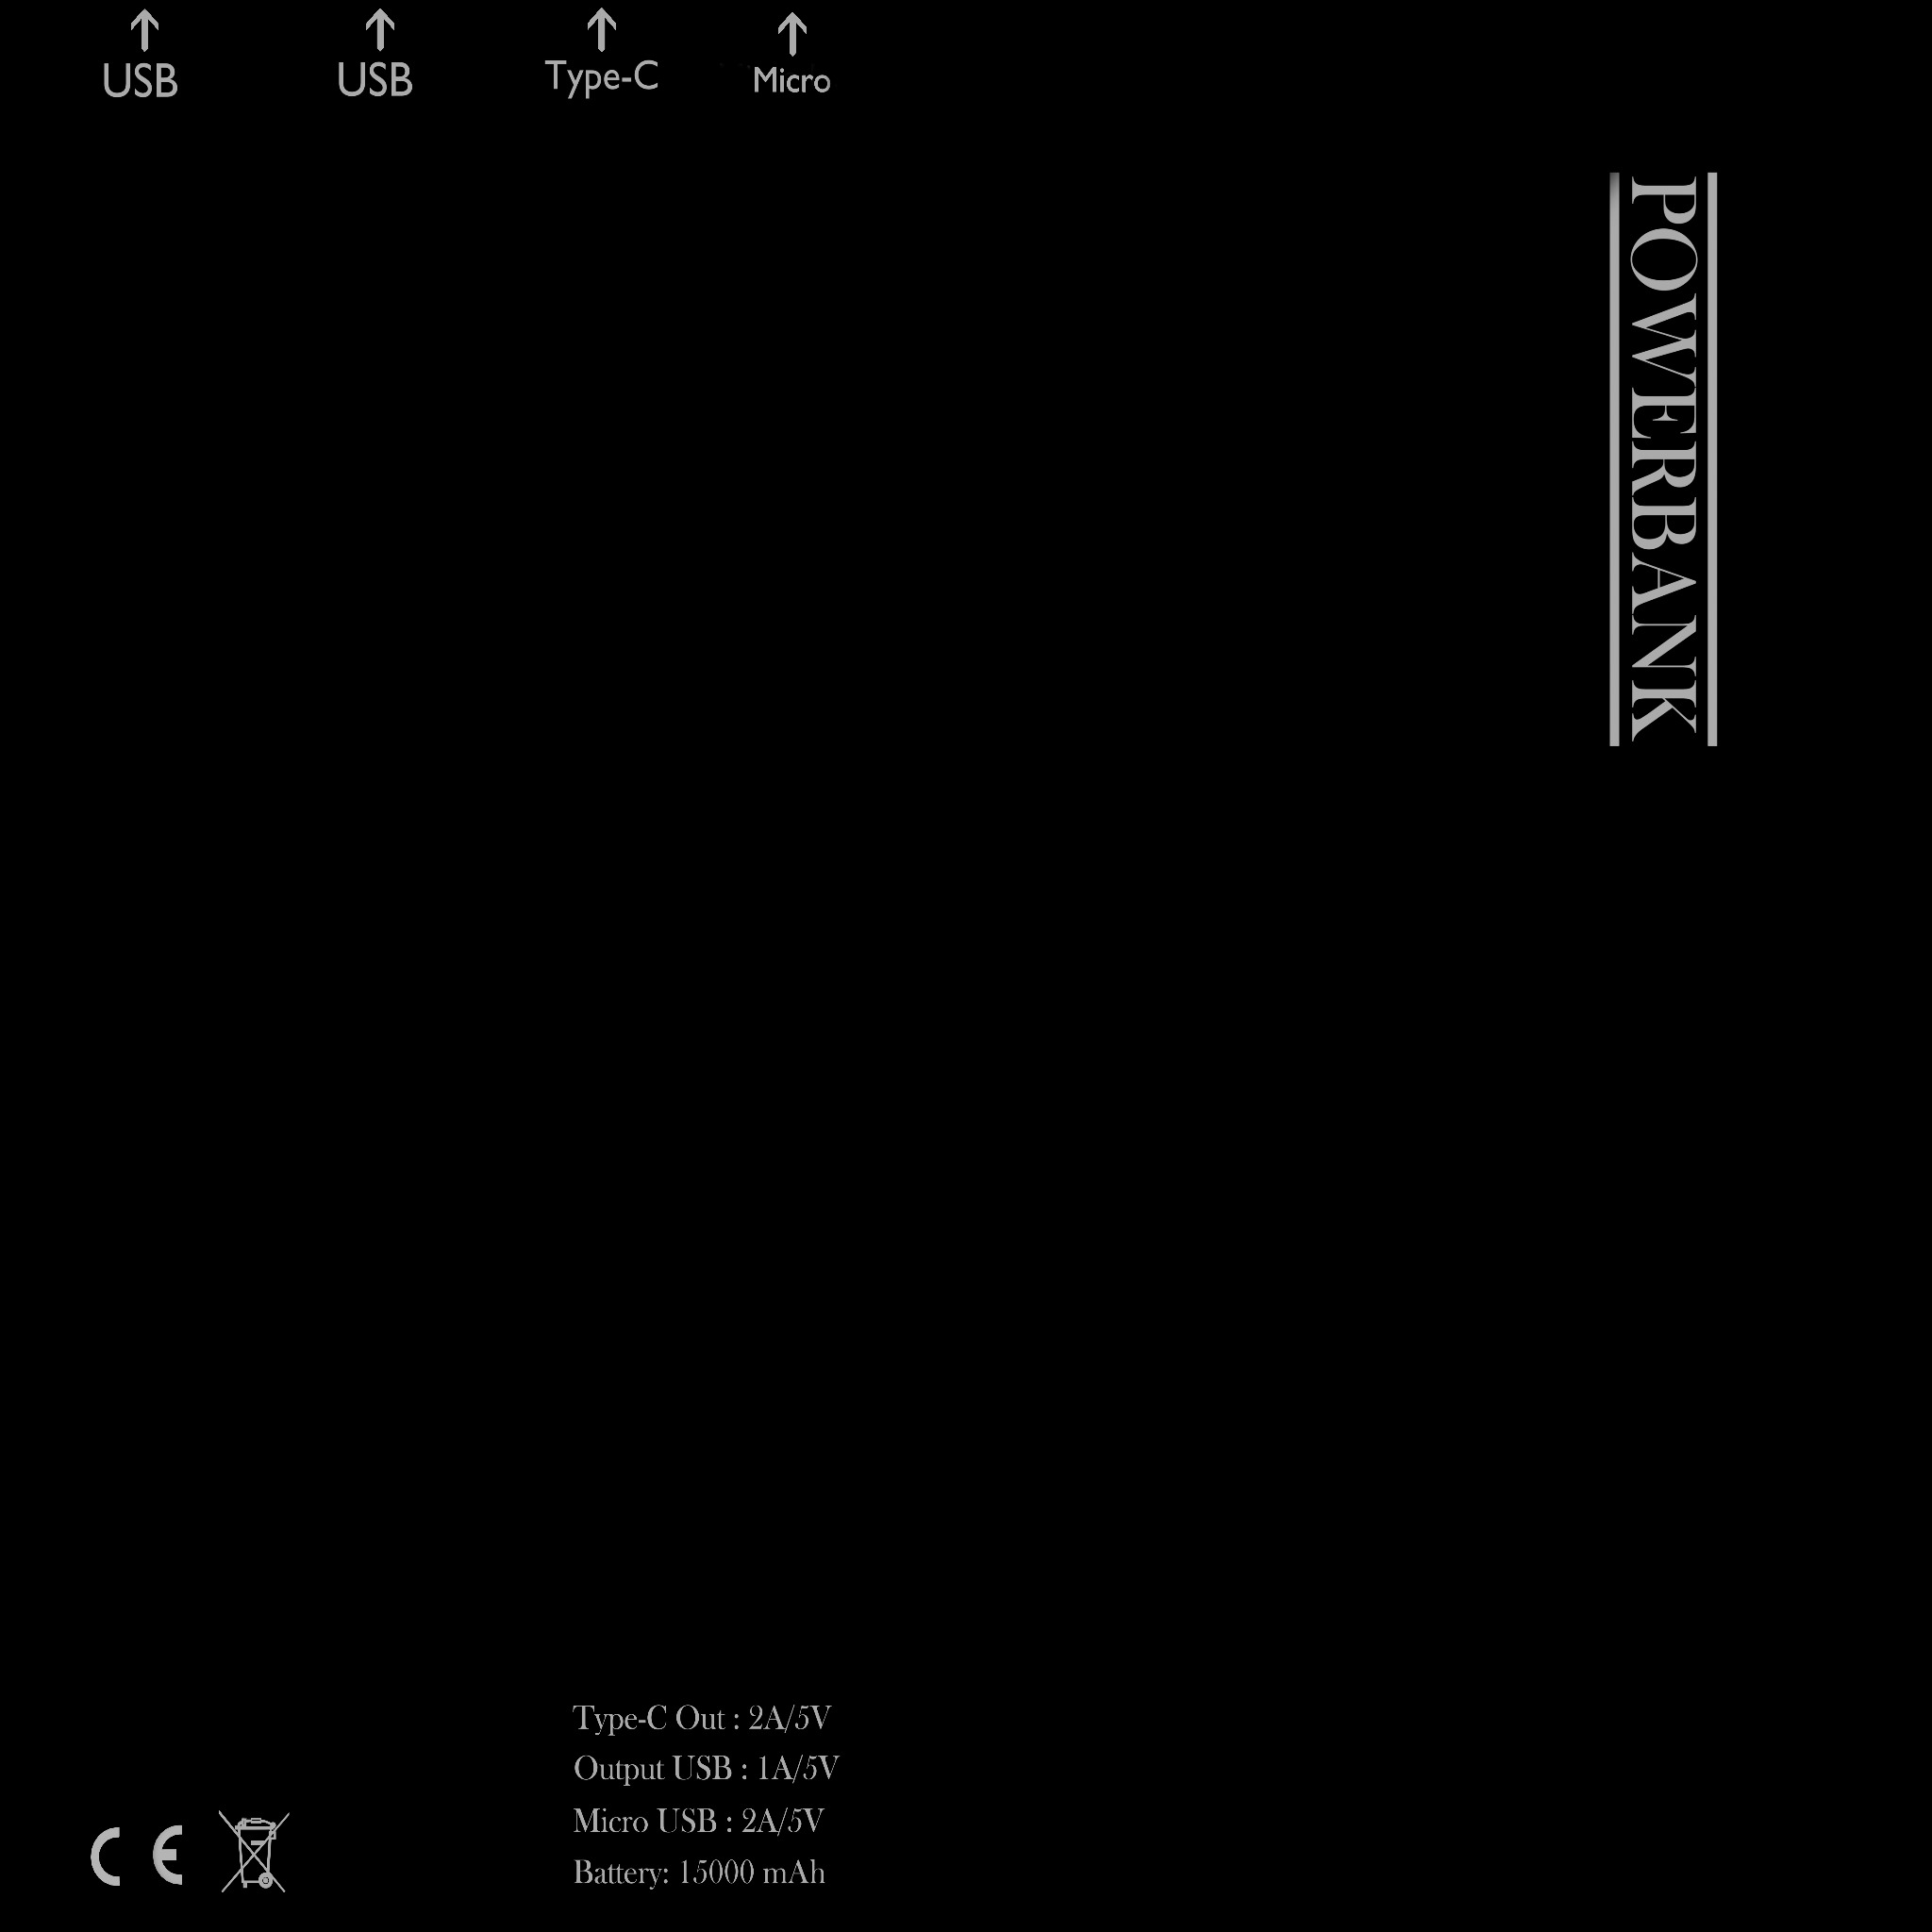 USB
USB
Type-C
Micro
POWERBANK
Type-C Out : 2A/5V
Output USB : 1A/5V
Micro USB : 2A/5V
Battery: 15000 mAh
CE